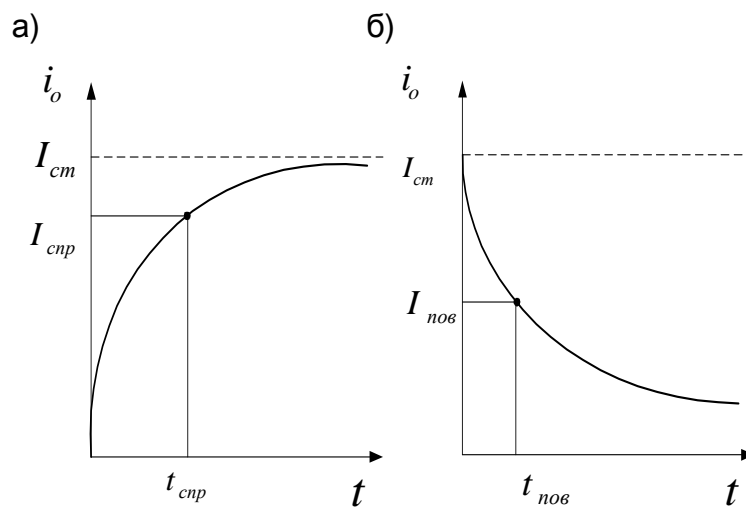 а)
i_o
I_ст
I_спр
t_спр
t
б)
i_o
I_ст
I_пов
t_пов
t